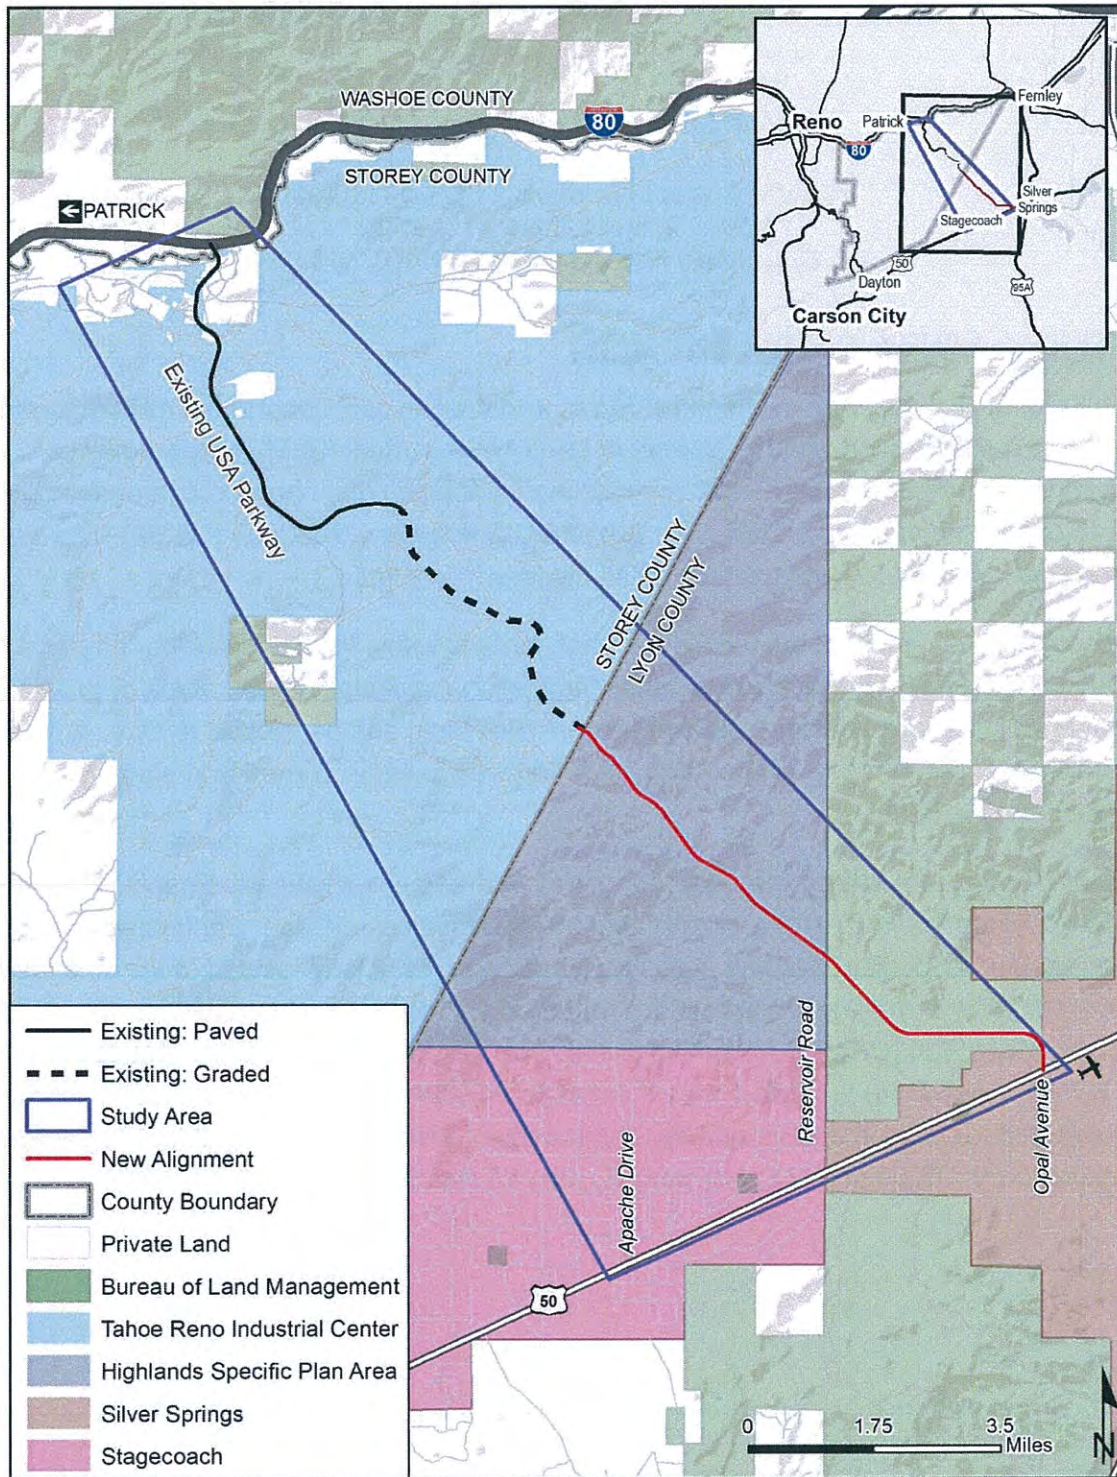 WASHOE COUNTY
INTERSTATE
80
STOREY COUNTY
PATRICK
Existing USA Parkway
STOREY COUNTY
LYON COUNTY
Reservoir Road
Opal Avenue
Apache Drive
50
Fernley
Reno
Patrick
80
Silver
Springs
Stagecoach
50
Dayton
95A
Carson City
Existing: Paved
Existing: Graded
Study Area
New Alignment
County Boundary
Private Land
Bureau of Land Management
Tahoe Reno Industrial Center
Highlands Specific Plan Area
Silver Springs
Stagecoach
0 1.75 3.5
Miles
N